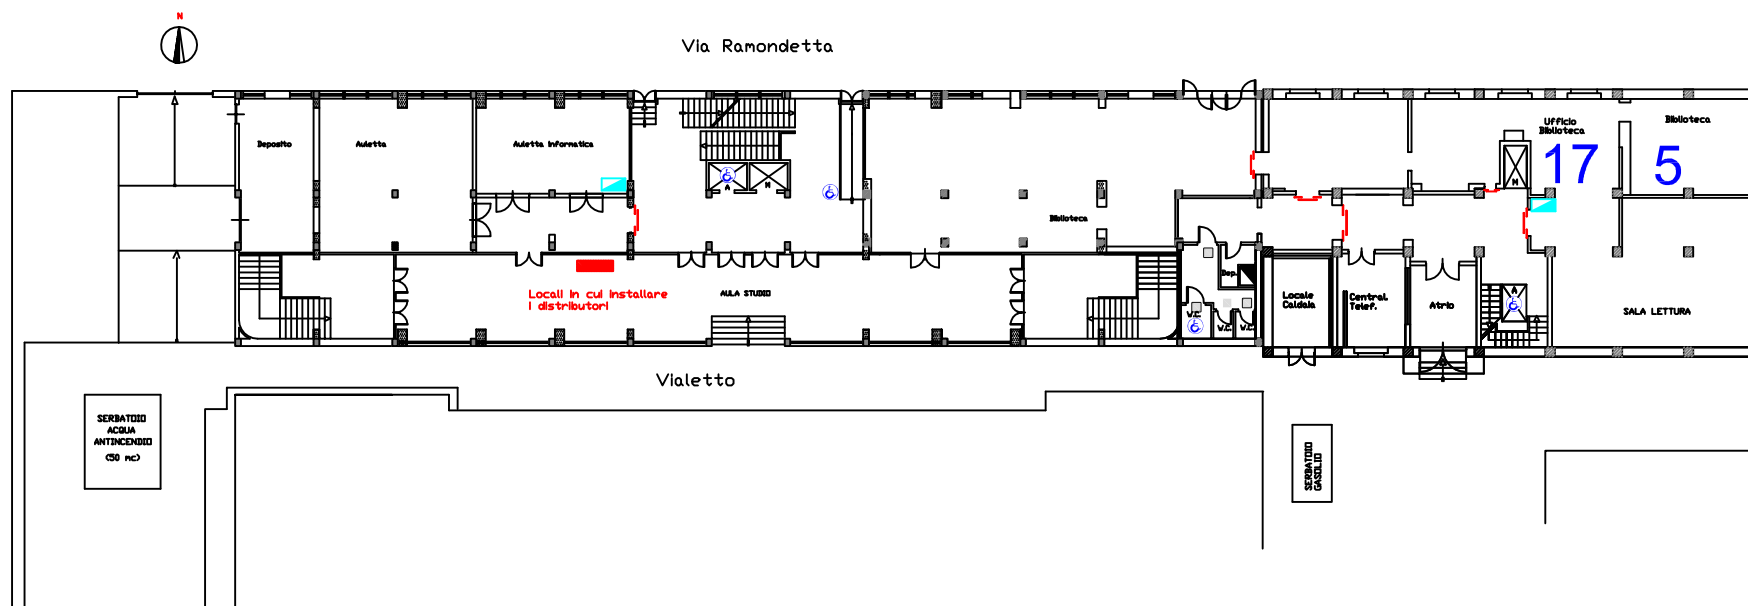 N
Via Ramondetta
Deposito
Auletta
Auletta informatica
A
M
Biblioteca
Ufficio
Biblioteca
17
Biblioteca
5
M
Locali in cui installare
i distributori
AULA STUDIO
Dep.
W.C.
W.C.
W.C.
Locale
Caldaia
Central.
Telef.
Atrio
A
SALA LETTURA
Vialetto
SERBATOIO
ACQUA
ANTINCENDIO
(50 mc)
SERBATOIO
GASOLIO